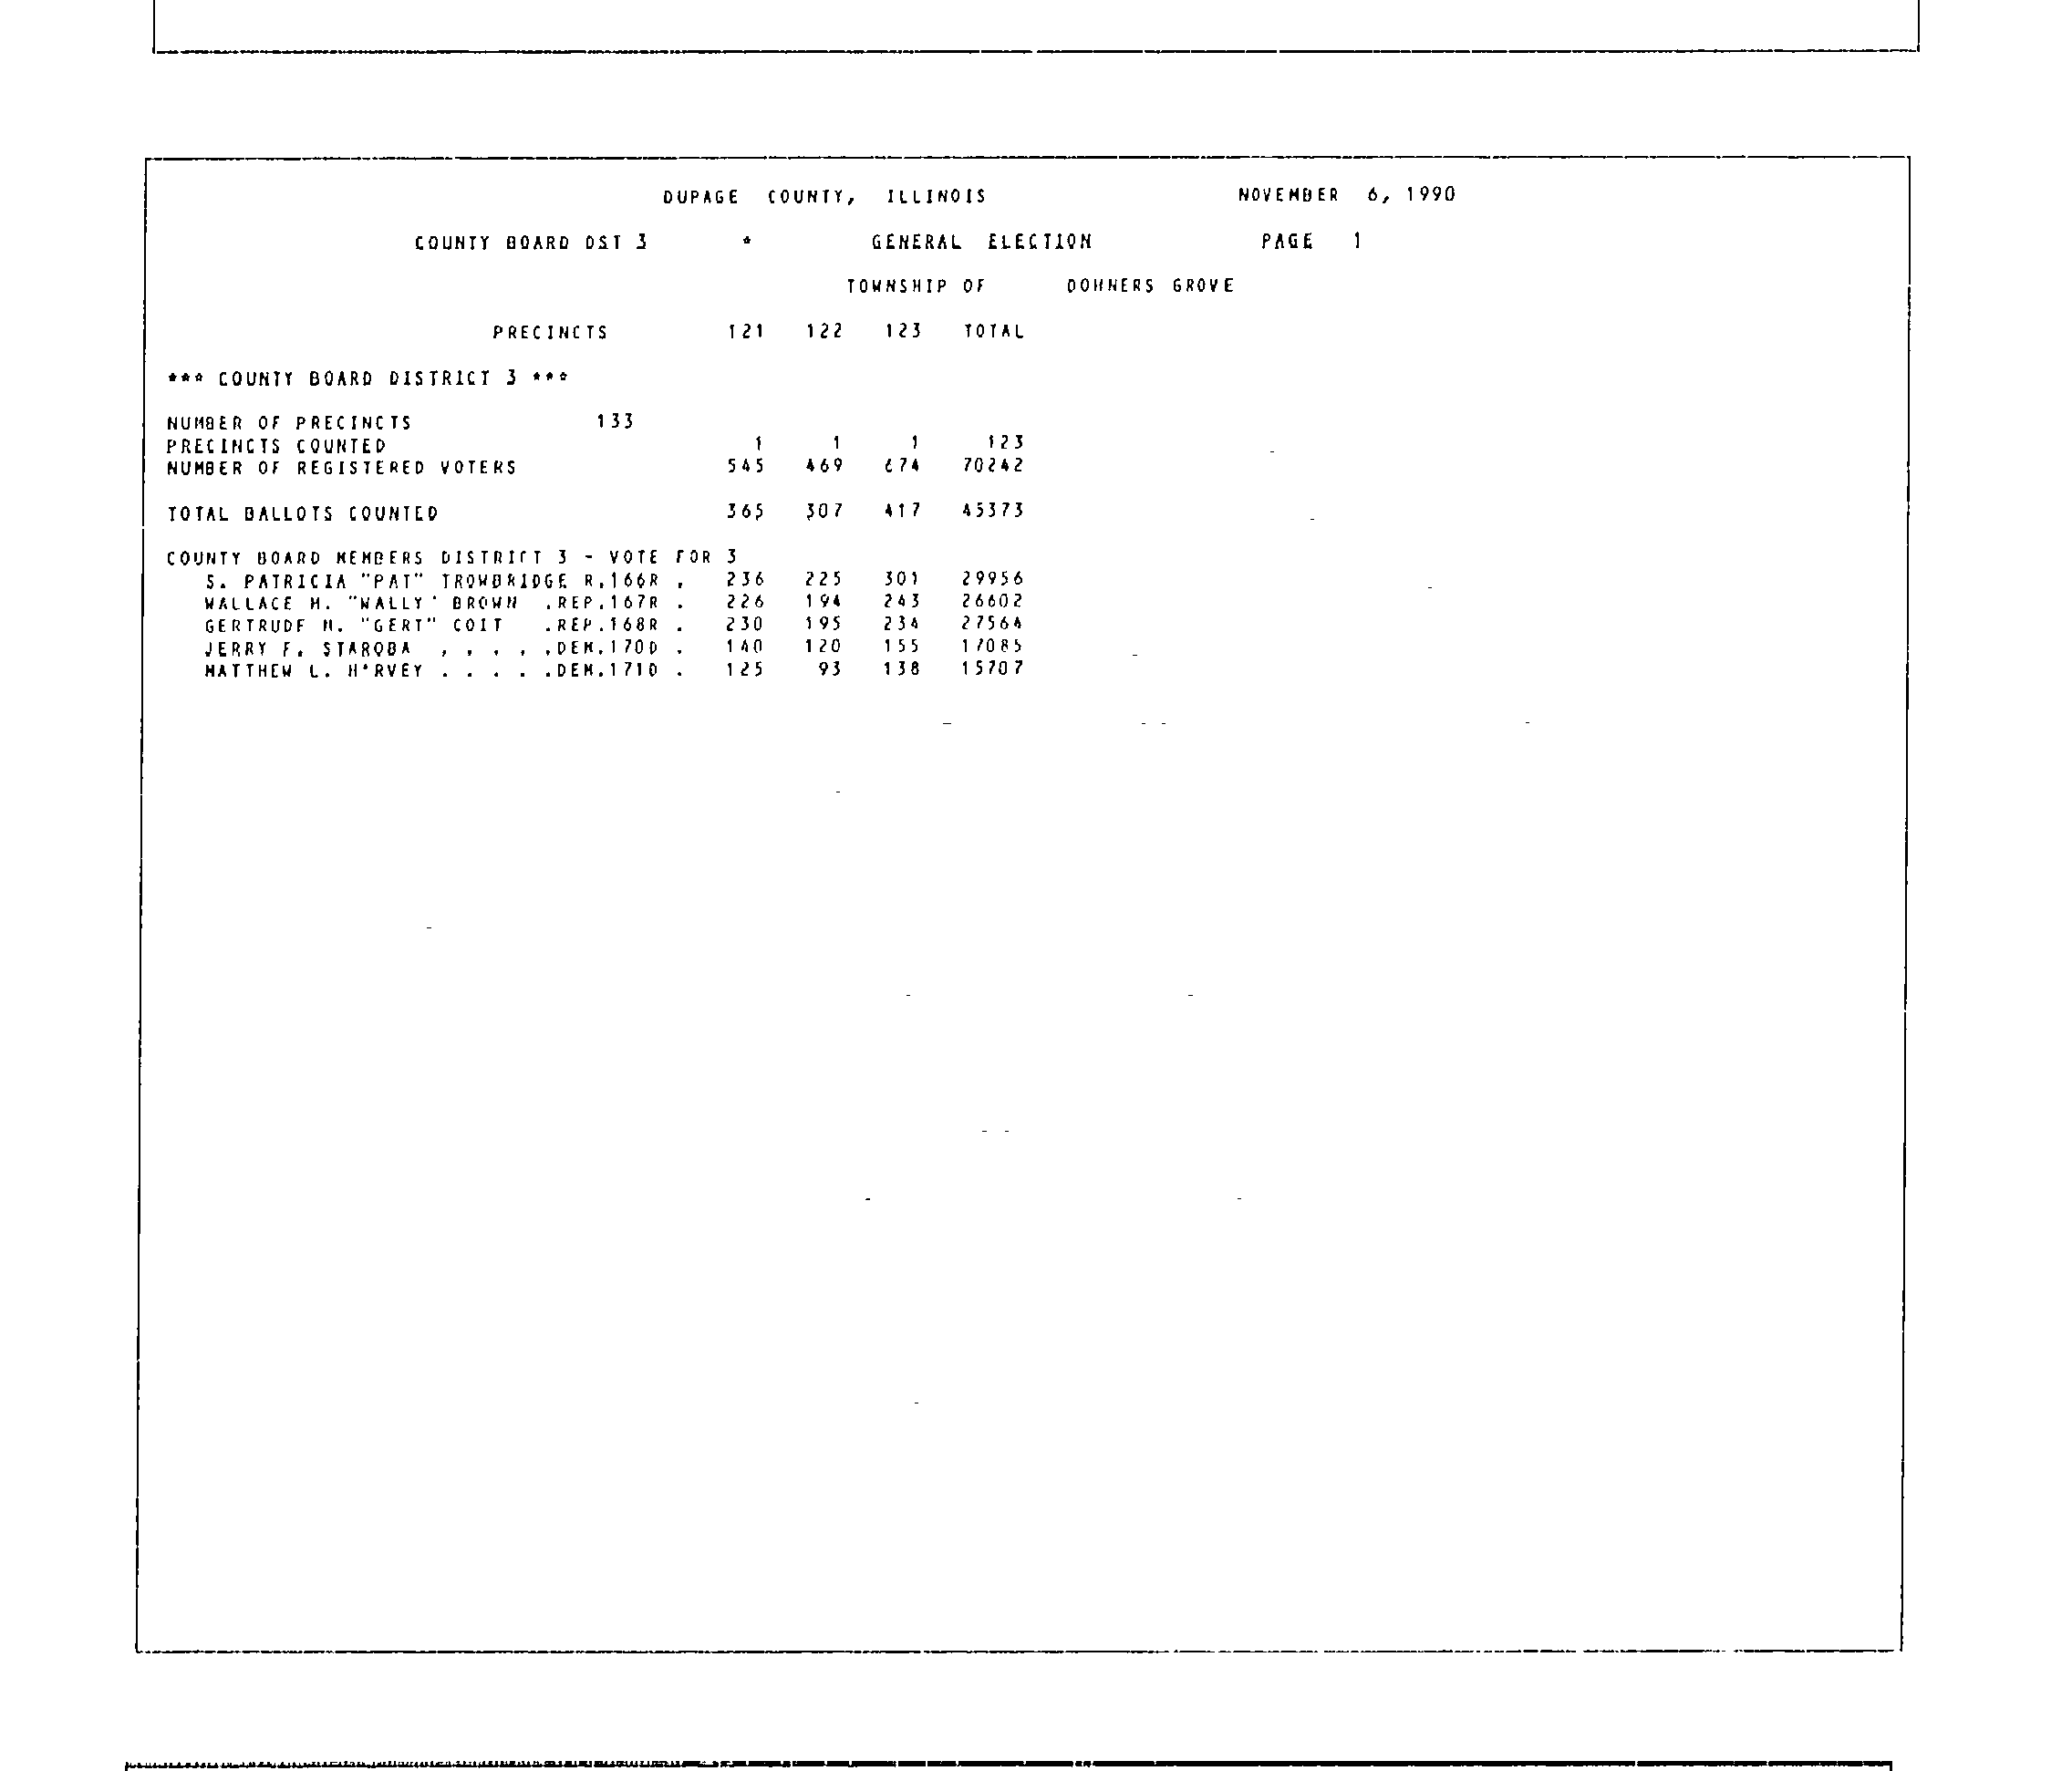 DUPAGE COUNTY, ILLINOIS NOVEMBER 6, 1990
COUNTY BOARD DST 3 * GENERAL ELECTION PAGE 1
TOWNSHIP OF DOWNERS GROVE
PRECINCTS 121 122 123 TOTAL
*** COUNTY BOARD DISTRICT 3 ***
NUMBER OF PRECINCTS 133
PRECINCTS COUNTED 1 1 1 123
NUMBER OF REGISTERED VOTERS 545 469 674 70242
TOTAL BALLOTS COUNTED 365 307 417 45373
COUNTY BOARD MEMBERS DISTRICT 3 - VOTE FOR 3
S. PATRICIA "PAT" TROWBRIDGE R.166R . 236 225 301 29956
WALLACE H. "WALLY" BROWN .REP.167R . 226 194 243 26602
GERTRUDE H. "GERT" COIT .REP.168R . 230 195 234 27564
JERRY F. STAROBA . . . . .DEM.170D . 140 120 155 17085
MATTHEW L. HARVEY . . . . .DEM.171D . 125 93 138 15707